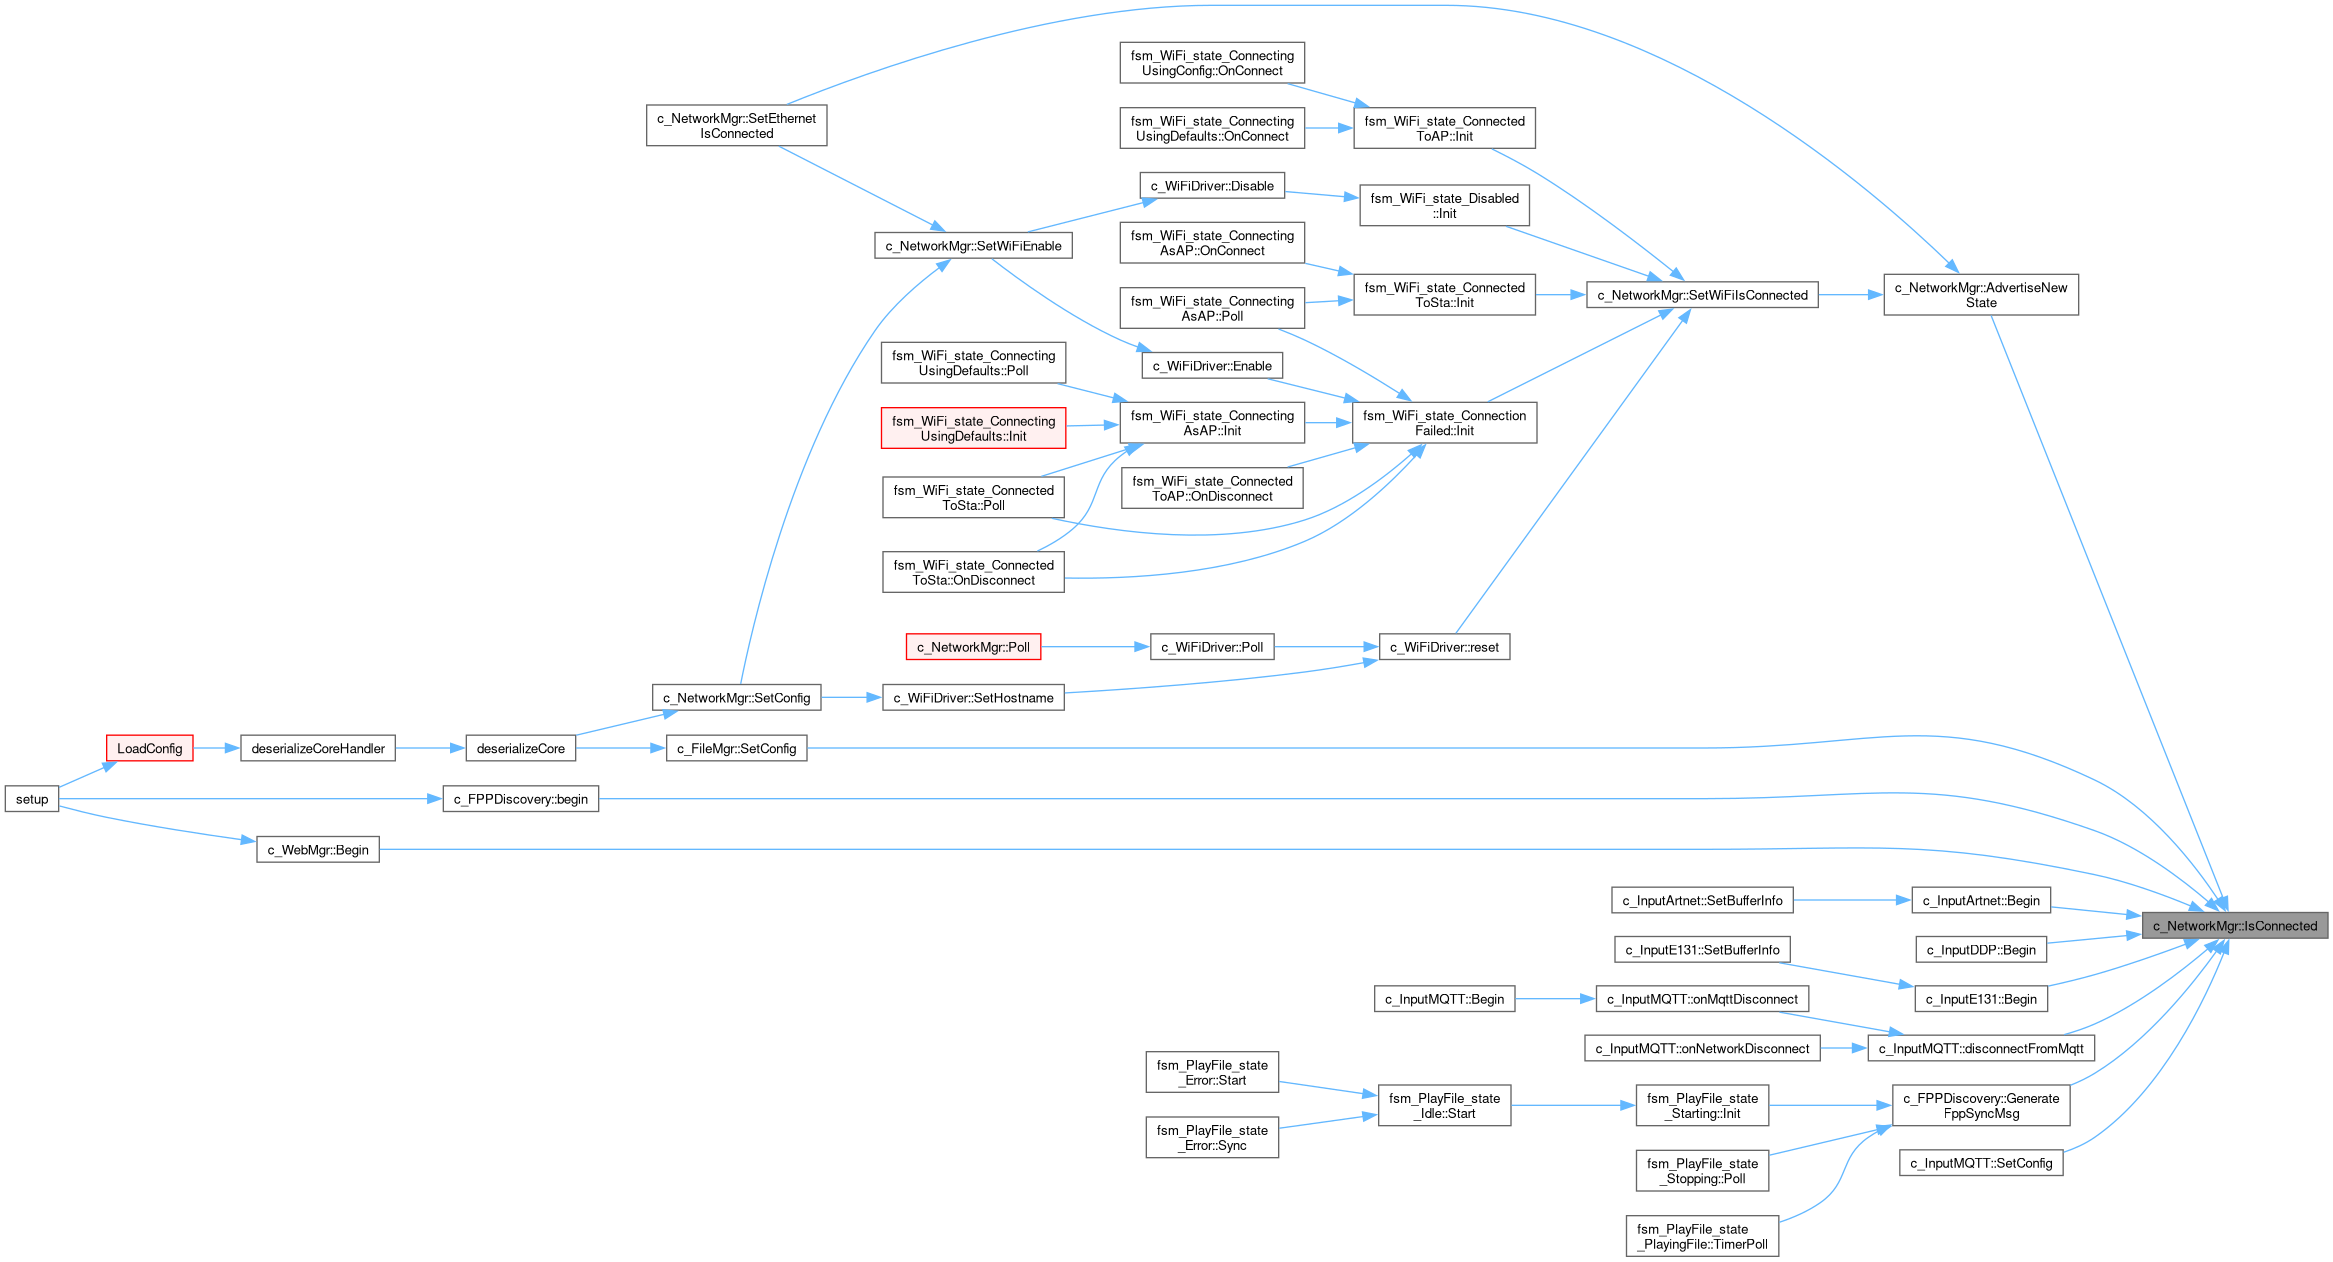 fsm_WiFi_state_Connecting
UsingConfig::OnConnect
c_NetworkMgr::SetEthernet
IsConnected
fsm_WiFi_state_Connecting
UsingDefaults::OnConnect
fsm_WiFi_state_Connected
ToAP::Init
c_WiFiDriver::Disable
fsm_WiFi_state_Disabled
::Init
c_NetworkMgr::SetWiFiEnable
fsm_WiFi_state_Connecting
AsAP::OnConnect
fsm_WiFi_state_Connecting
AsAP::Poll
fsm_WiFi_state_Connected
ToSta::Init
c_NetworkMgr::SetWiFiIsConnected
c_NetworkMgr::AdvertiseNew
State
fsm_WiFi_state_Connecting
UsingDefaults::Poll
c_WiFiDriver::Enable
fsm_WiFi_state_Connecting
UsingDefaults::Init
fsm_WiFi_state_Connecting
AsAP::Init
fsm_WiFi_state_Connection
Failed::Init
fsm_WiFi_state_Connected
ToSta::Poll
fsm_WiFi_state_Connected
ToAP::OnDisconnect
fsm_WiFi_state_Connected
ToSta::OnDisconnect
c_NetworkMgr::Poll
c_WiFiDriver::Poll
c_WiFiDriver::reset
c_NetworkMgr::SetConfig
c_WiFiDriver::SetHostname
LoadConfig
deserializeCoreHandler
deserializeCore
c_FileMgr::SetConfig
setup
c_FPPDiscovery::begin
c_WebMgr::Begin
c_InputArtnet::SetBufferInfo
c_InputArtnet::Begin
c_NetworkMgr::IsConnected
c_InputE131::SetBufferInfo
c_InputDDP::Begin
c_InputMQTT::Begin
c_InputMQTT::onMqttDisconnect
c_InputE131::Begin
c_InputMQTT::onNetworkDisconnect
c_InputMQTT::disconnectFromMqtt
fsm_PlayFile_state
_Error::Start
fsm_PlayFile_state
_Idle::Start
fsm_PlayFile_state
_Starting::Init
c_FPPDiscovery::Generate
FppSyncMsg
fsm_PlayFile_state
_Error::Sync
fsm_PlayFile_state
_Stopping::Poll
c_InputMQTT::SetConfig
fsm_PlayFile_state
_PlayingFile::TimerPoll